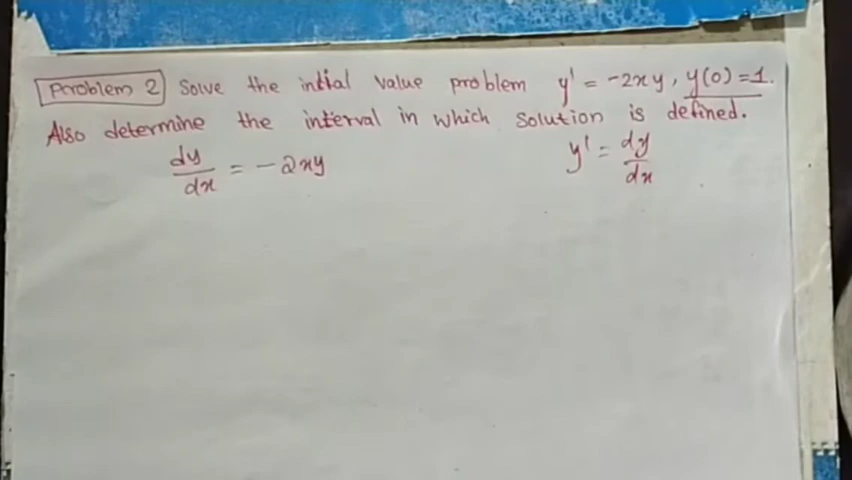 Problem 2 Solve the initial value problem y' = -2xy, y(0) = 1.
Also determine the interval in which solution is defined.
dy/dx = -2xy y' = dy/dx